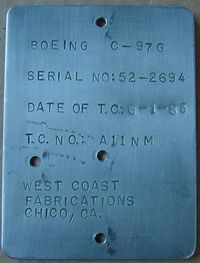 BOEING C-97G
SERIAL NO: 52-2694
DATE OF T.C: 6-1-83
T.C. NO: A11NM
WEST COAST
FABRICATIONS
CHICO, CA.